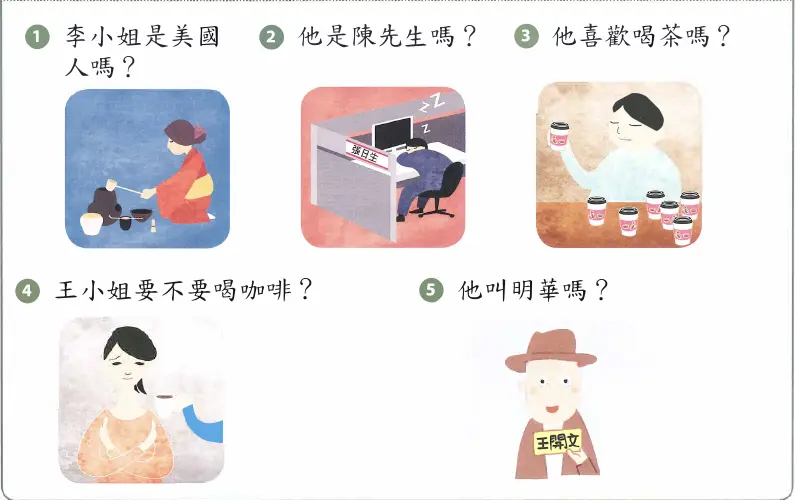 1 李小姐是美國
人嗎？
2 他是陳先生嗎？
3 他喜歡喝茶嗎？
張日生
z Z Z
4 王小姐要不要喝咖啡？
5 他叫明華嗎？
王開文